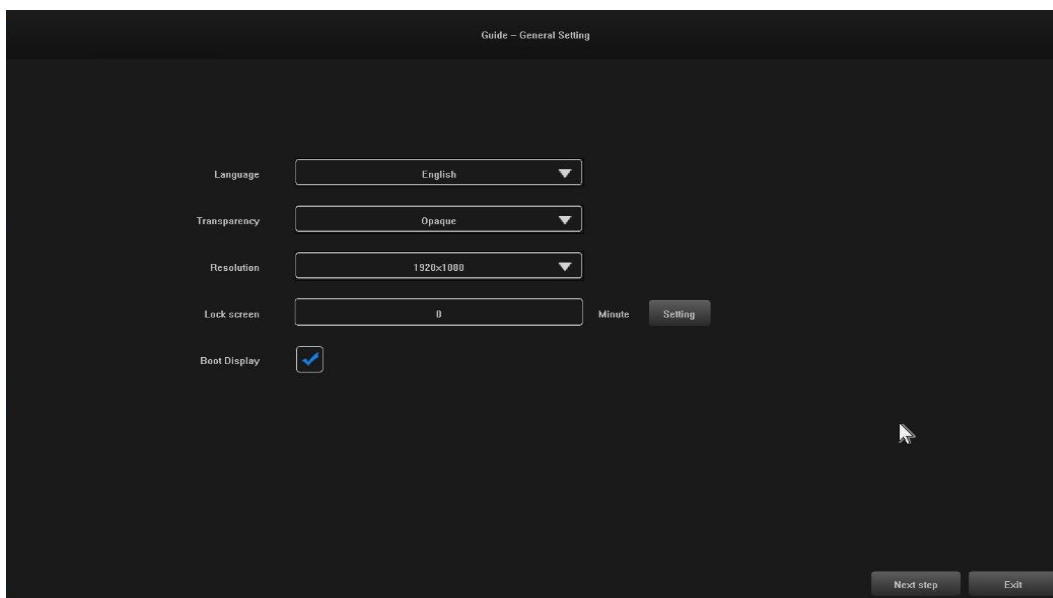 Guide – General Setting
Language English
Transparency Opaque
Resolution 1920x1080
Lock screen 0 Minute Setting
Boot Display
Next step Exit